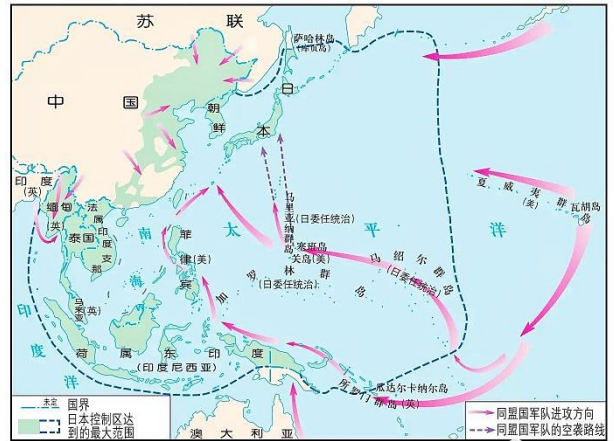 苏联
萨哈林岛
(库页岛)
中国
朝鲜
日本
印度
(英)
缅甸
(英)
泰国
法属印度支那
南海
菲律宾
(美)
太平洋
马里亚纳群岛
(日委任统治)
塞班岛
关岛(美)
加罗林群岛
(日委任统治)
马绍尔群岛
(日委任统治)
夏威夷群岛
(美)
瓦胡岛
马来亚(英)
印度洋
荷属东印度
(印度尼西亚)
瓜达尔卡纳尔岛
所罗门群岛(英)
澳大利亚
未定 国界
日本控制区达
到的最大范围
同盟国军队进攻方向
同盟国军队的空袭路线